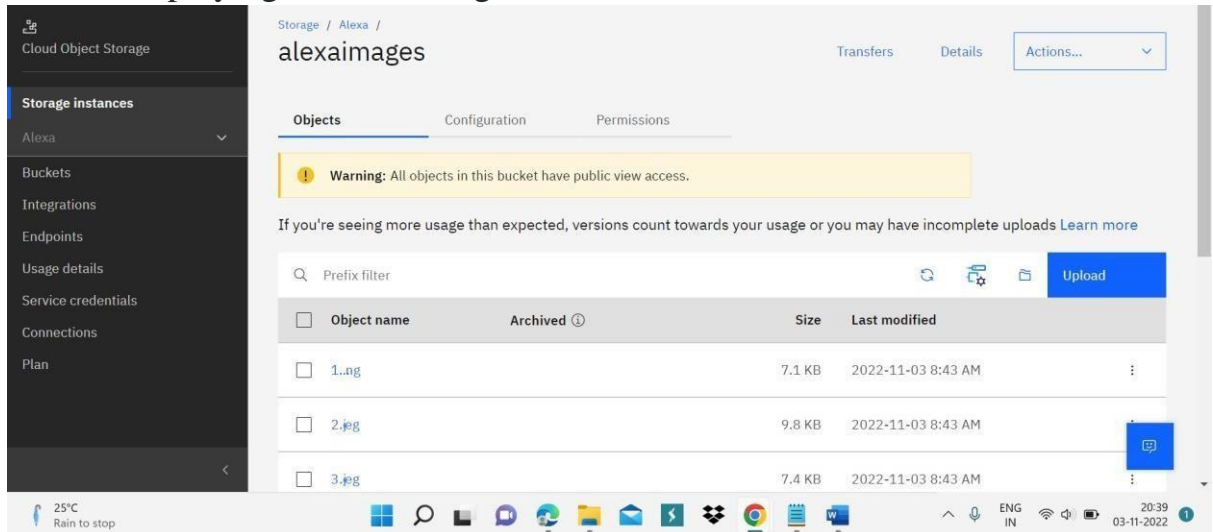 Cloud Object Storage
Storage / Alexa /
alexaimages
Transfers
Details
Actions...
Storage instances
Alexa
Buckets
Integrations
Endpoints
Usage details
Service credentials
Connections
Plan
Objects
Configuration
Permissions
Warning: All objects in this bucket have public view access.
If you're seeing more usage than expected, versions count towards your usage or you may have incomplete uploads Learn more
Prefix filter
Upload
Object name Archived Size Last modified
1..ng 7.1 KB 2022-11-03 8:43 AM
2.jeg 9.8 KB 2022-11-03 8:43 AM
3.jeg 7.4 KB 2022-11-03 8:43 AM
25°C
Rain to stop
ENG
IN
20:39
03-11-2022
1